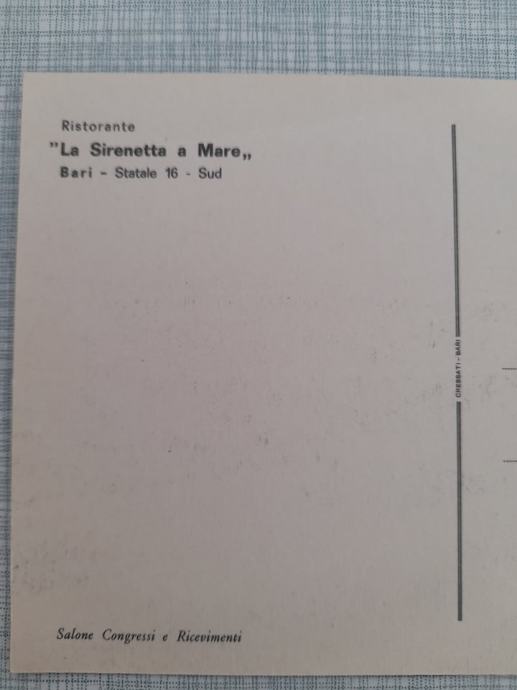 Ristorante
"La Sirenetta a Mare„
Bari - Statale 16 - Sud
CRESSATI - BARI
Salone Congressi e Ricevimenti